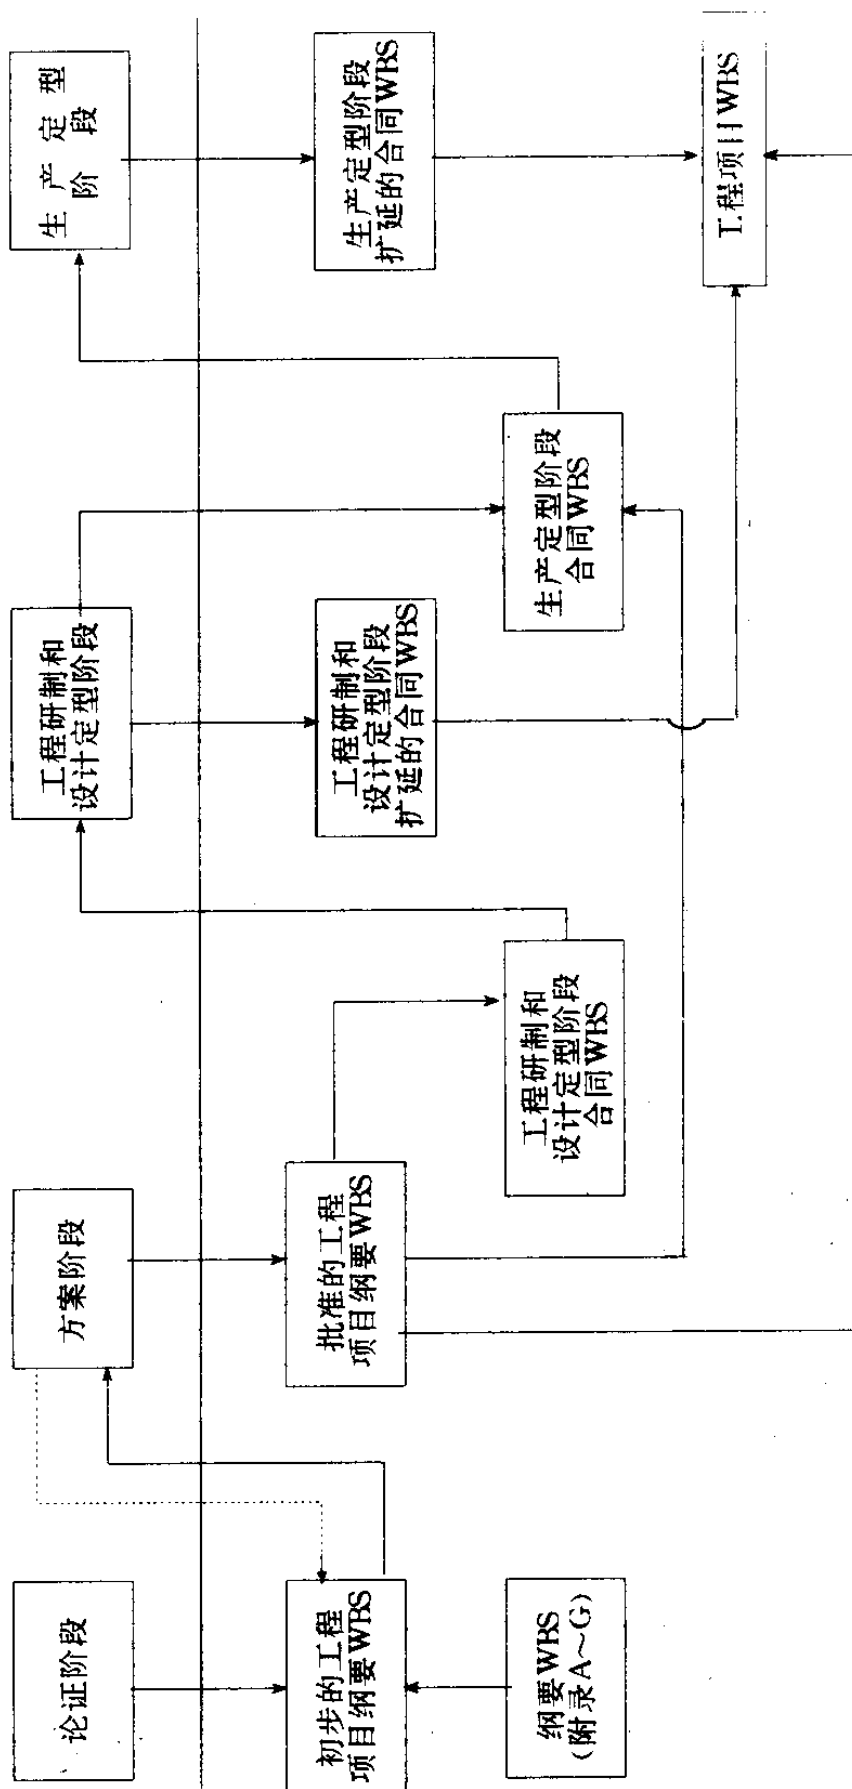 论证阶段
方案阶段
工程研制和
设计定型阶段
生产定型
阶段
初步的工程
项目纲要WBS
批准的工程
项目纲要WBS
工程研制和
设计定型阶段
扩延的合同WBS
生产定型阶段
扩延的合同WBS
纲要WBS
(附录A~G)
工程研制和
设计定型阶段
合同WBS
生产定型阶段
合同WBS
工程项目WBS